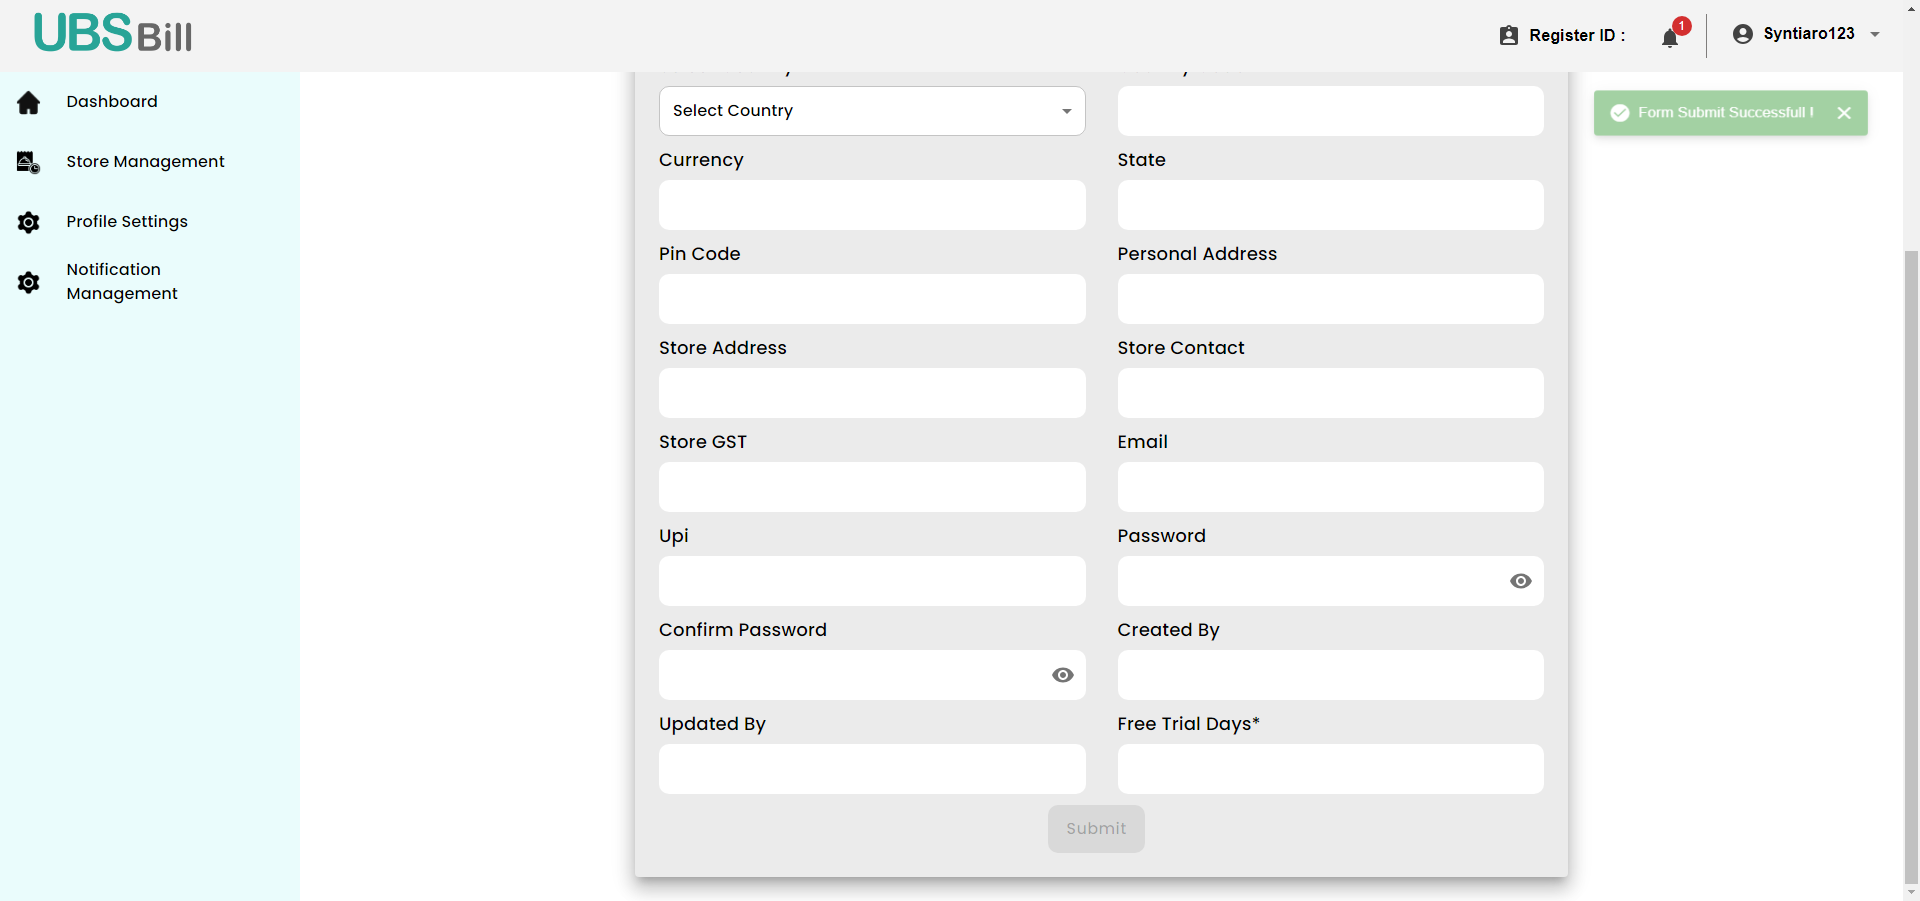 UBS Bill
Register ID :
1
Syntiaro123
Dashboard
Store Management
Profile Settings
Notification
Management
Form Submit Successfull !
Select Country
Currency
State
Pin Code
Personal Address
Store Address
Store Contact
Store GST
Email
Upi
Password
Confirm Password
Created By
Updated By
Free Trial Days*
Submit